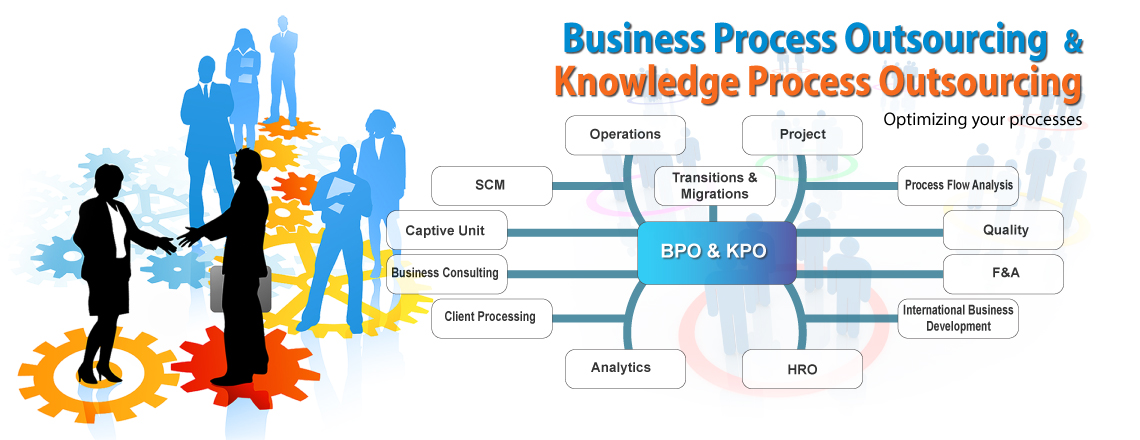 Business Process Outsourcing &
Knowledge Process Outsourcing
Optimizing your processes
Operations
Project
SCM
Transitions &
Migrations
Process Flow Analysis
Captive Unit
Quality
BPO & KPO
Business Consulting
F&A
Client Processing
International Business
Development
Analytics
HRO